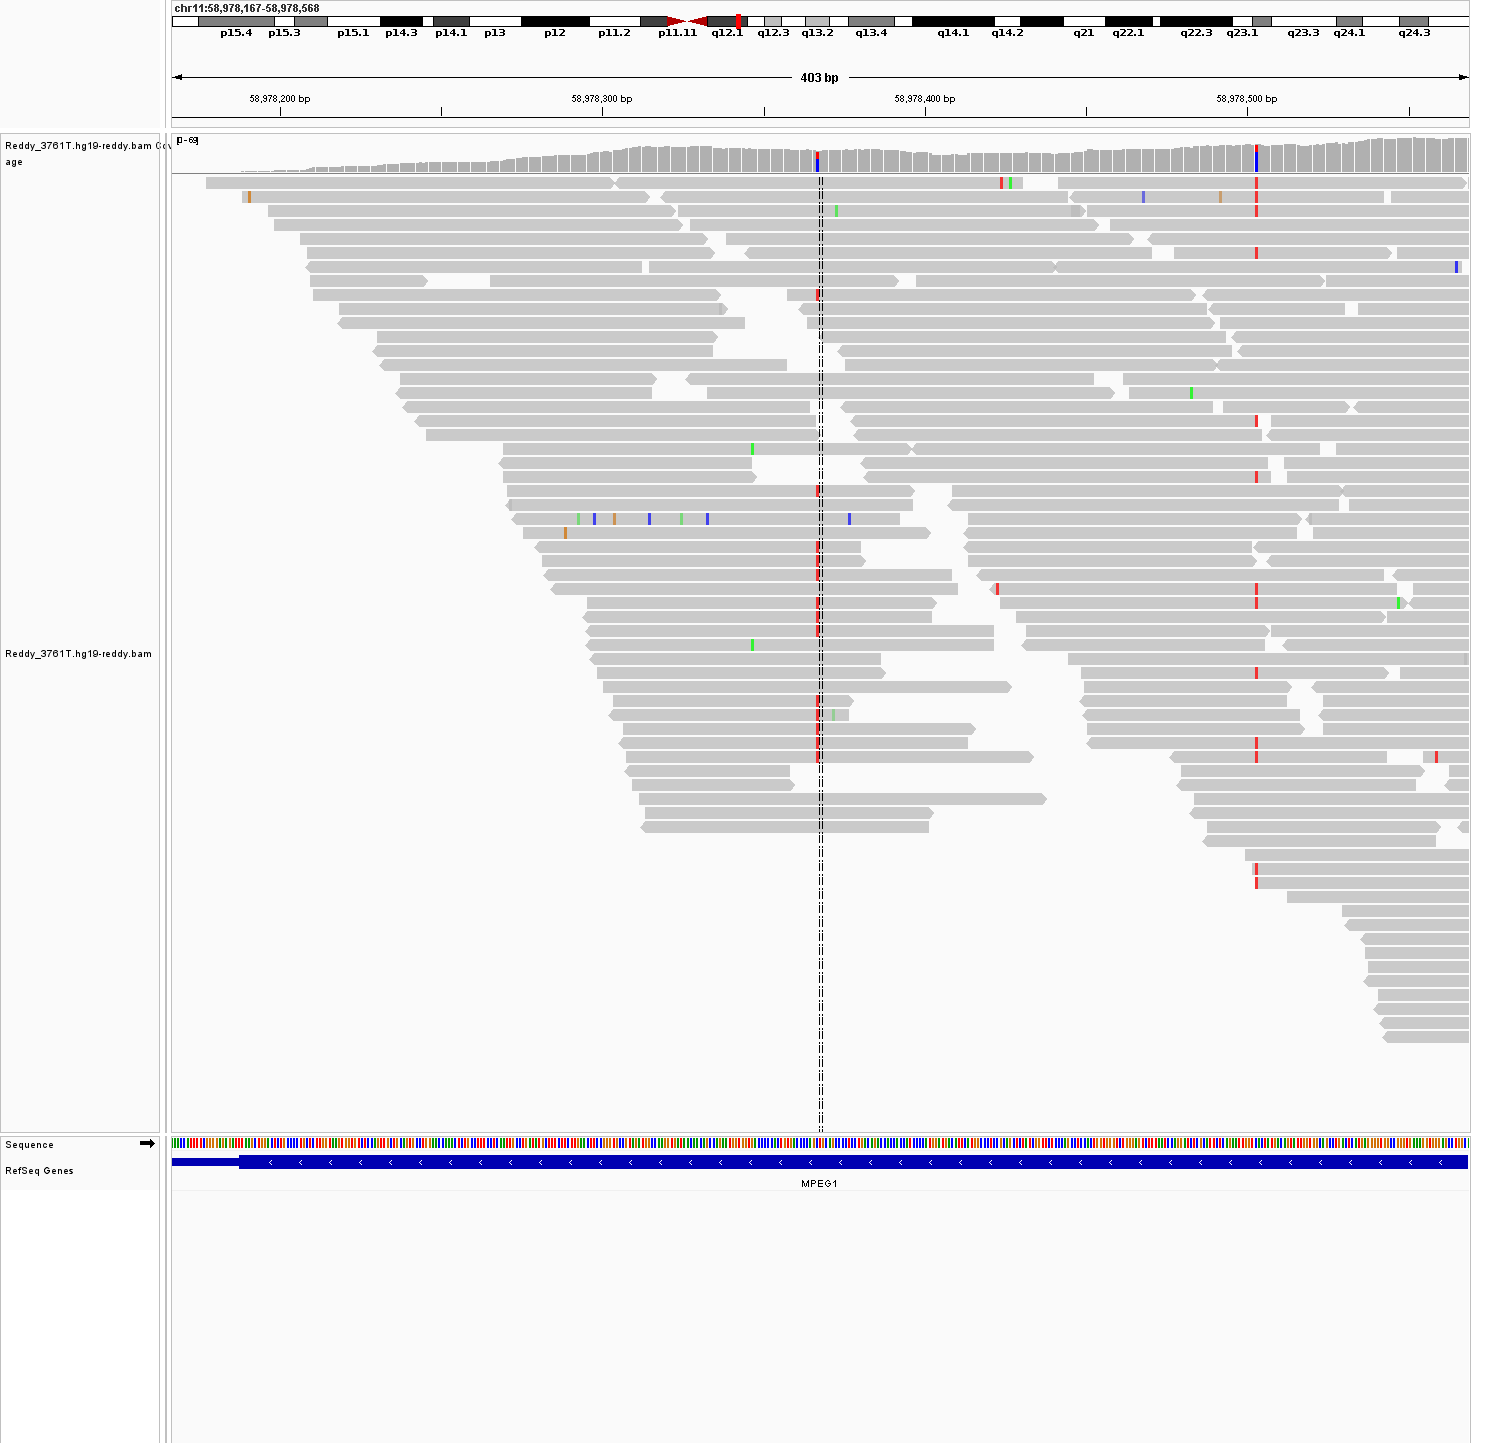 chr11:58,978,167-58,978,568
p15.4 p15.3 p15.1 p14.3 p14.1 p13 p12 p11.2 p11.11 q12.1 q12.3 q13.2 q13.4 q14.1 q14.2 q21 q22.1 q22.3 q23.1 q23.3 q24.1 q24.3
403 bp
58,978,200 bp 58,978,300 bp 58,978,400 bp 58,978,500 bp
Reddy_3761T.hg19-reddy.bam Cov
age
[0-69]
Reddy_3761T.hg19-reddy.bam
Sequence
RefSeq Genes
MPEG1